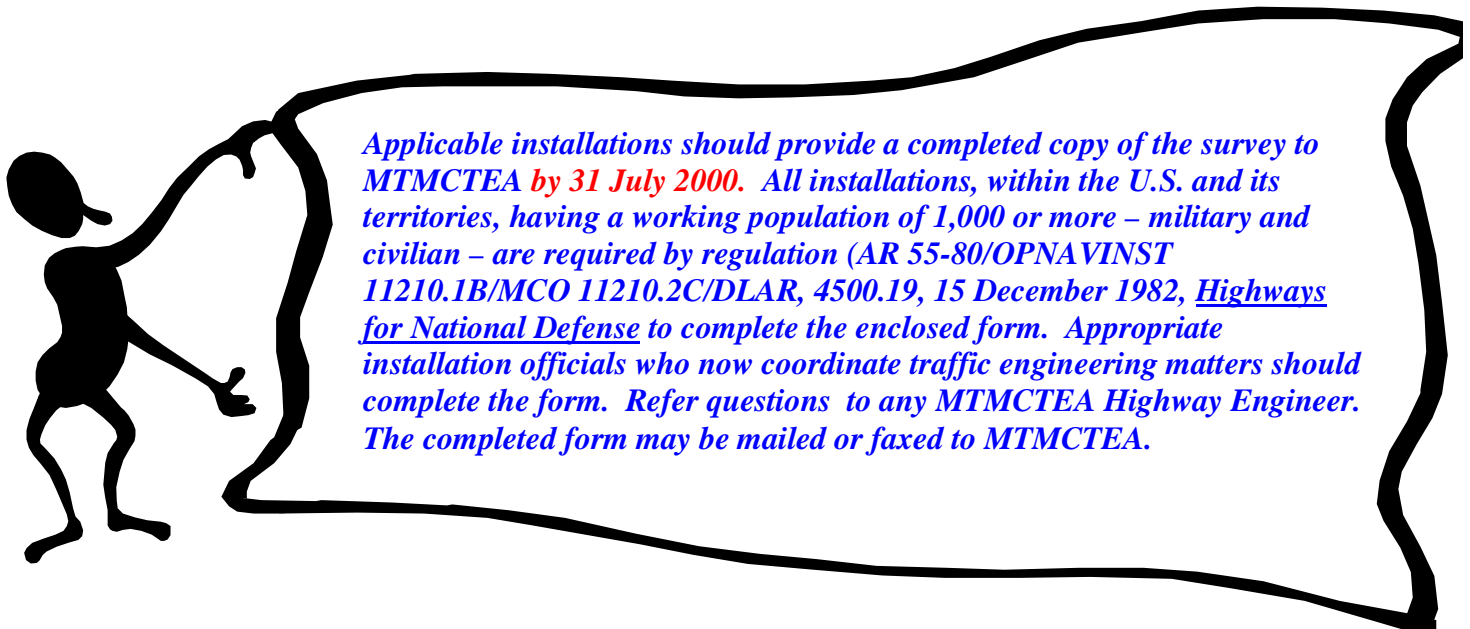 Applicable installations should provide a completed copy of the survey to
MTMCTEA by 31 July 2000.  All installations, within the U.S. and its
territories, having a working population of 1,000 or more – military and
civilian – are required by regulation (AR 55-80/OPNAVINST
11210.1B/MCO 11210.2C/DLAR, 4500.19, 15 December 1982, Highways
for National Defense to complete the enclosed form.  Appropriate
installation officials who now coordinate traffic engineering matters should
complete the form.  Refer questions  to any MTMCTEA Highway Engineer.
The completed form may be mailed or faxed to MTMCTEA.